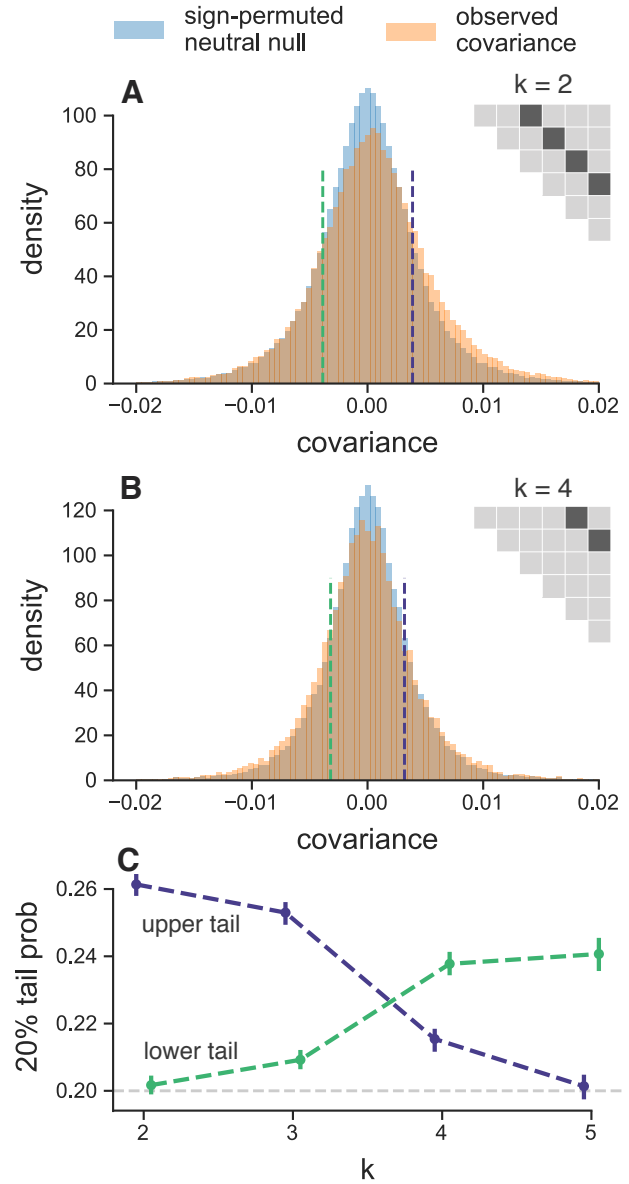 sign-permuted
neutral null
observed
covariance
A
k = 2
100
80
60
40
20
0
density
−0.02
−0.01
0.00
0.01
0.02
covariance
B
k = 4
120
100
80
60
40
20
0
density
−0.02
−0.01
0.00
0.01
0.02
covariance
C
0.26
0.24
0.22
0.20
20% tail prob
upper tail
lower tail
2
3
4
5
k